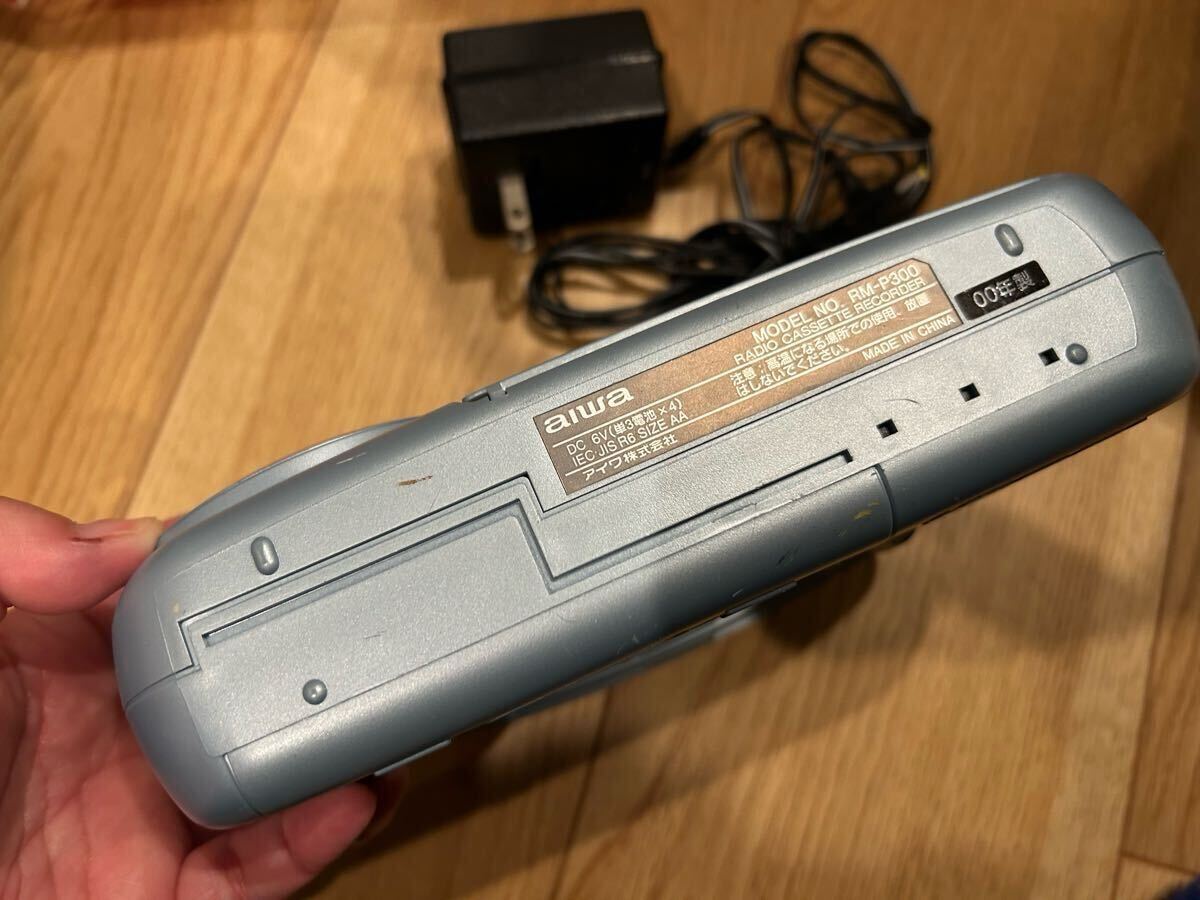 aiwa
MODEL NO. RM-P300
RADIO CASSETTE RECORDER
DC 6V(単3電池×4)
IEC·JIS R6 SIZE AA
アイワ株式会社
注意:高温になる場所での使用、放置
はしないでください。
MADE IN CHINA
00年製